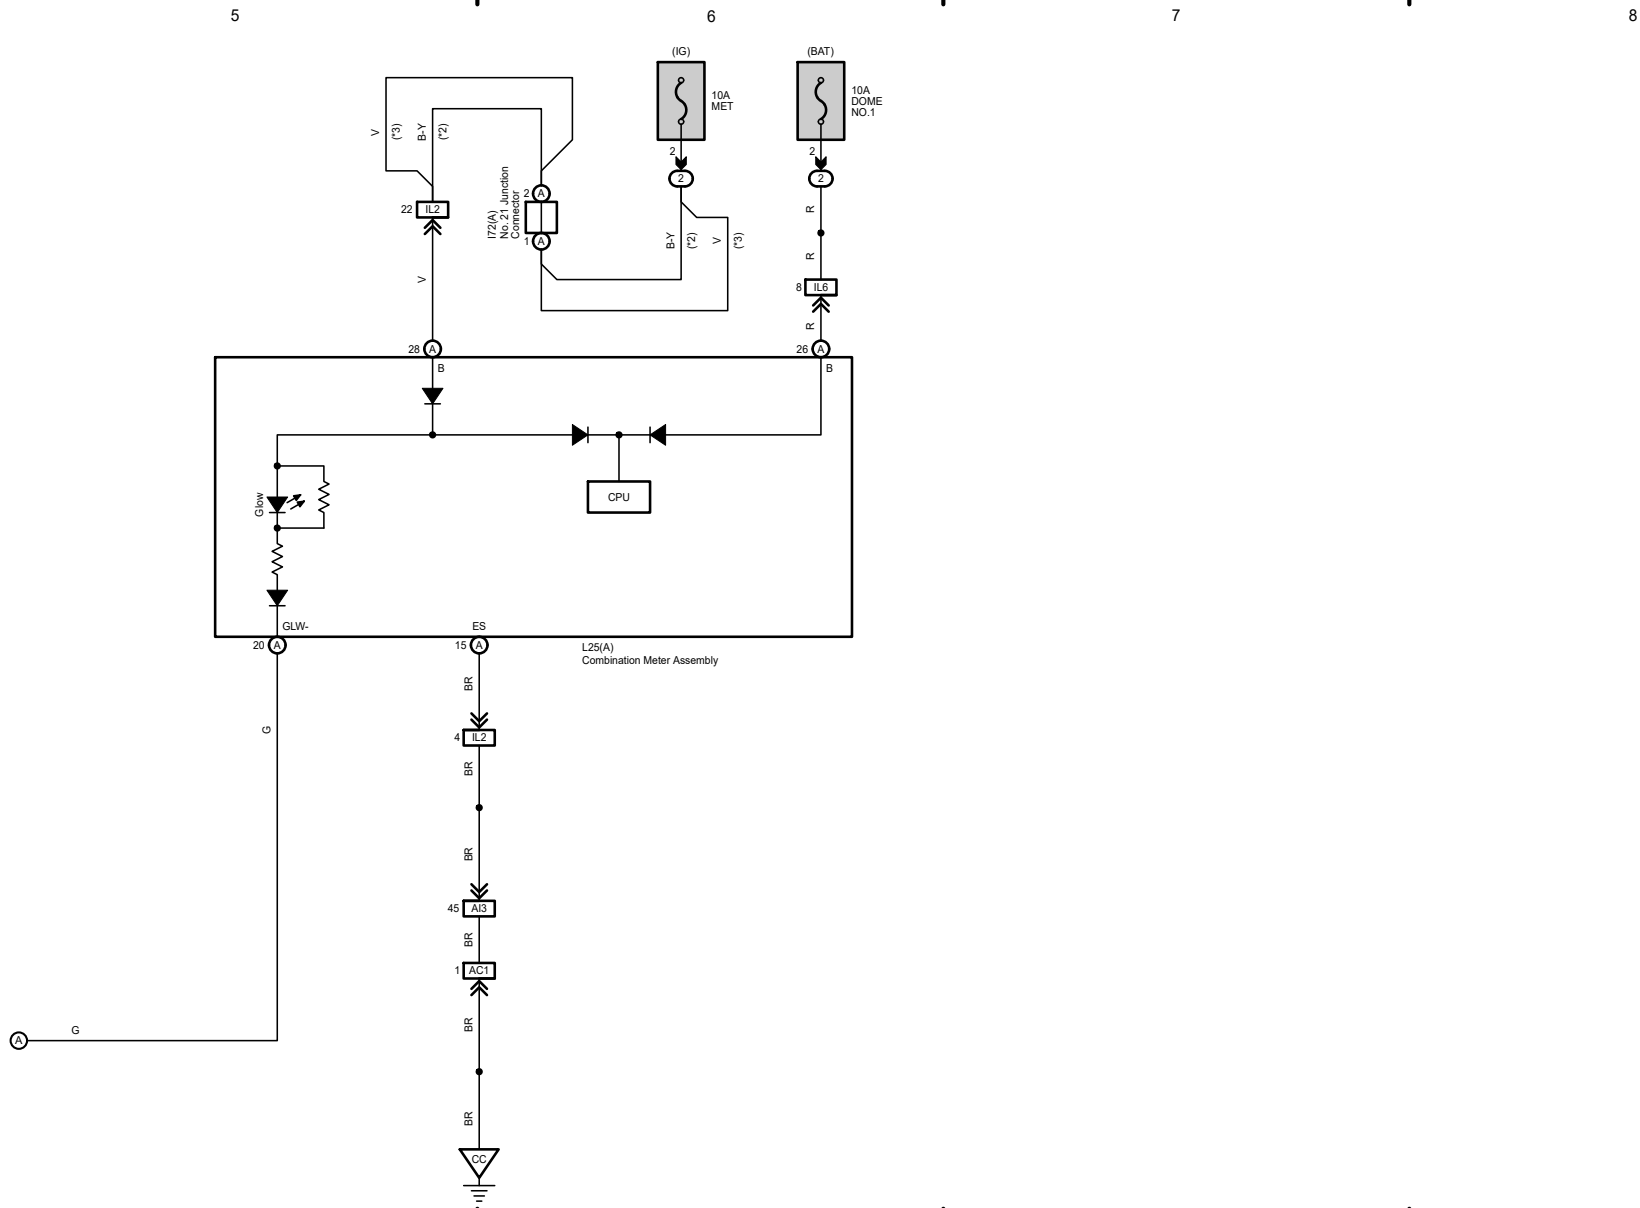 5
6
7
8
(IG)
(BAT)
10A
MET
10A
DOME
NO.1
V
(*3)
B-Y
(*2)
2
2
2
2
I72(A)
No.21 Junction
Connector
2
A
1
A
22
IL2
B-Y
(*2)
V
(*3)
R
R
8
IL6
V
R
28
A
26
A
B
B
Glow
CPU
GLW-
ES
20
A
15
A
L25(A)
Combination Meter Assembly
BR
G
4
IL2
BR
BR
45
AI3
BR
1
AC1
BR
A
G
BR
CC